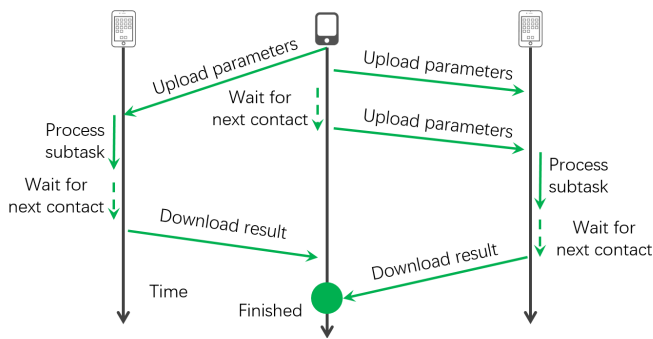 Upload parameters
Upload parameters
Wait for
next contact
Upload parameters
Process
subtask
Process
subtask
Wait for
next contact
Download result
Wait for
next contact
Download result
Time
Finished